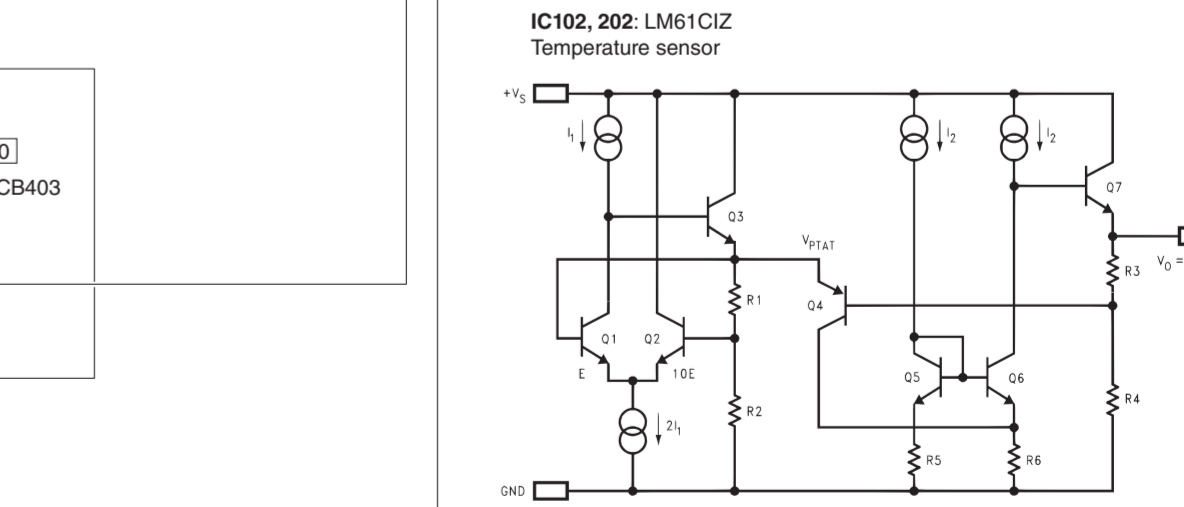 0
CB403
IC102, 202: LM61CIZ
Temperature sensor
+VS
I1
I2
I2
Q7
Q3
VPTAT
VO =
R3
R1
Q4
Q1
Q2
E
10E
Q5
Q6
R4
R2
2I1
R5
R6
GND